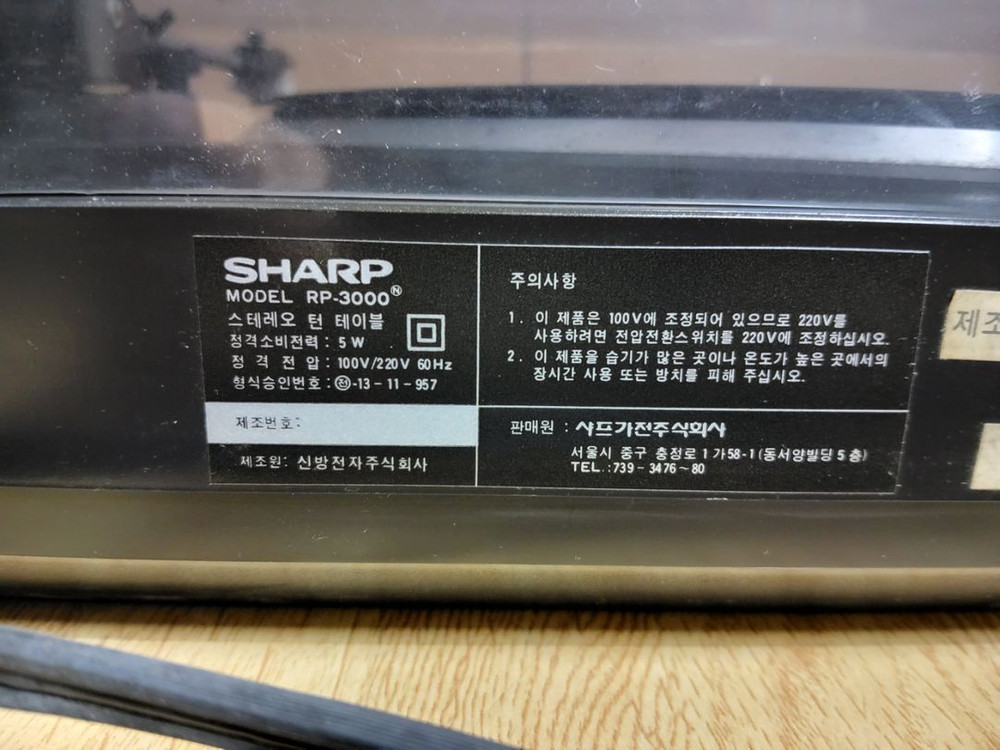 SHARP
MODEL RP-3000 Ⓝ
스테레오 턴 테이블
정격소비전력 : 5 W
정 격 전 압 : 100V/220V 60Hz
형식승인번호 : ㊞-13-11-957
제조번호:
제조원: 신방전자주식회사
주의사항
1. 이 제품은 100V에 조정되어 있으므로 220V를
사용하려면 전압전환스위치를 220V에 조정하십시오.
2. 이 제품을 습기가 많은 곳이나 온도가 높은 곳에서의
장시간 사용 또는 방치를 피해 주십시오.
판매원 : 샤프가전주식회사
서울시 중구 충정로 1가58-1(동서양빌딩 5층)
TEL.:739-3476~80
제조